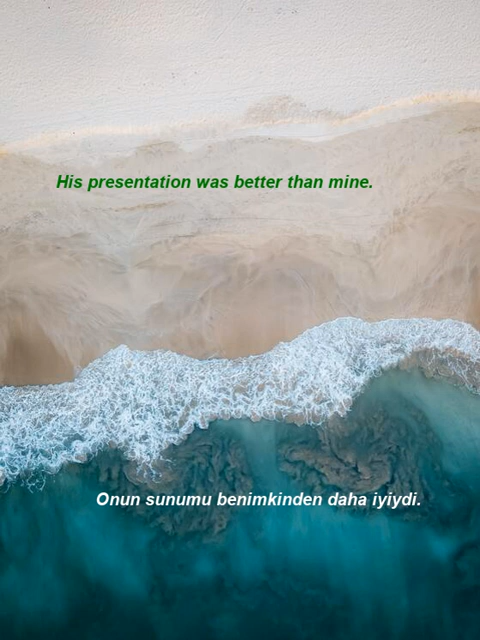 His presentation was better than mine.
Onun sunumu benimkinden daha iyiydi.